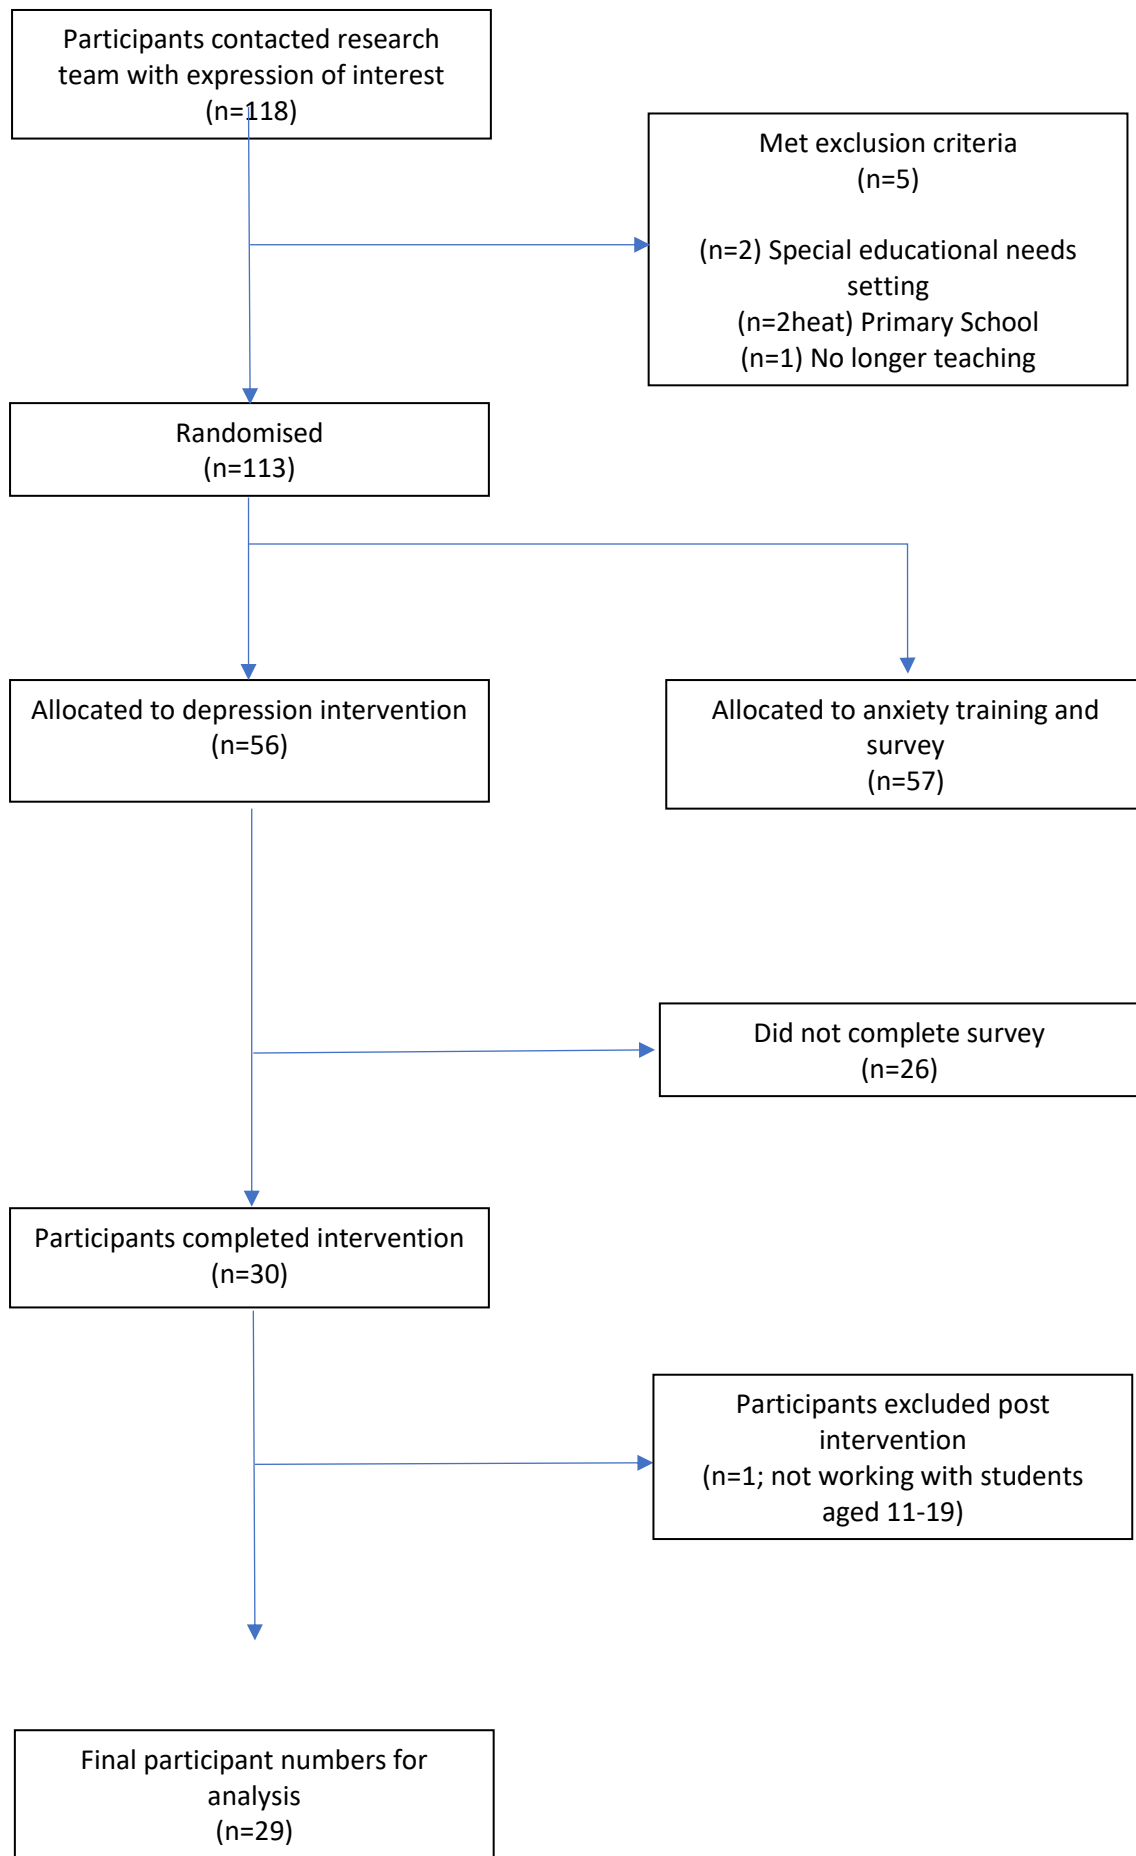 Participants contacted research
team with expression of interest
(n=118)
Met exclusion criteria
(n=5)
(n=2) Special educational needs
setting
(n=2heat) Primary School
(n=1) No longer teaching
Randomised
(n=113)
Allocated to depression intervention
(n=56)
Allocated to anxiety training and
survey
(n=57)
Did not complete survey
(n=26)
Participants completed intervention
(n=30)
Participants excluded post
intervention
(n=1; not working with students
aged 11-19)
Final participant numbers for
analysis
(n=29)